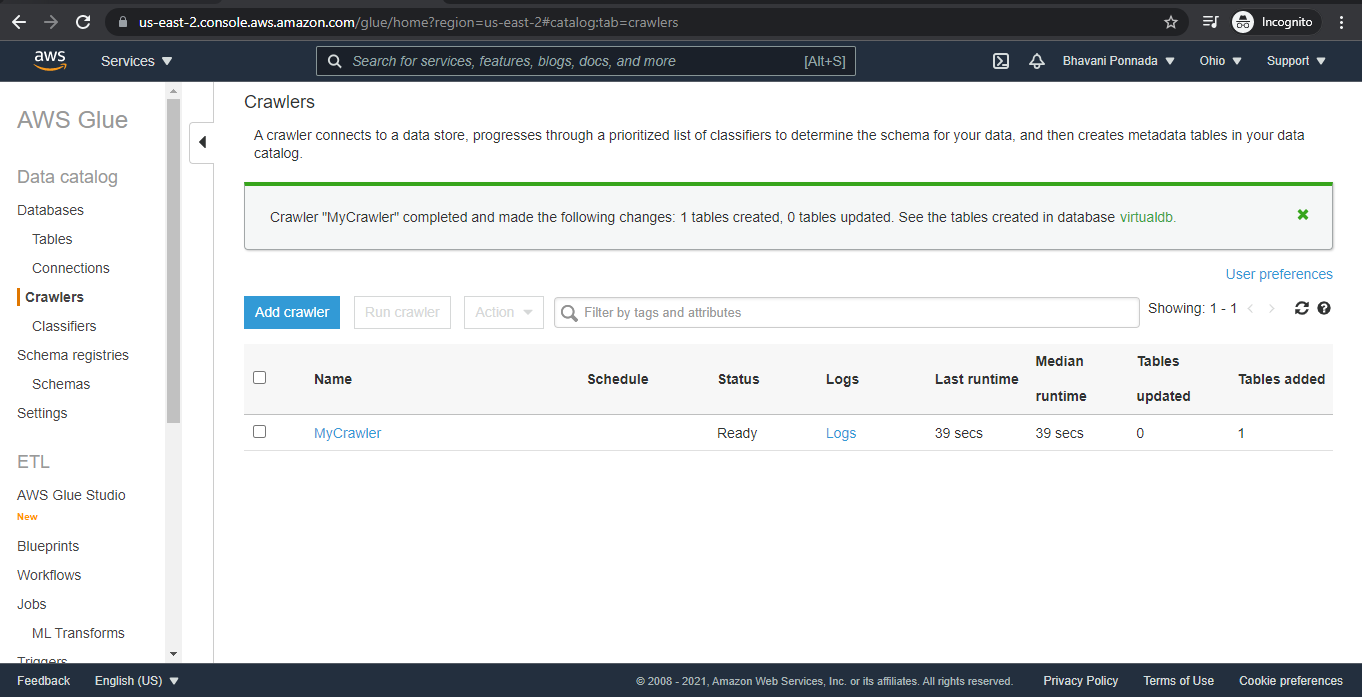 us-east-2.console.aws.amazon.com/glue/home?region=us-east-2#catalog:tab=crawlers
Incognito
aws
Services
Search for services, features, blogs, docs, and more
[Alt+S]
Bhavani Ponnada
Ohio
Support
AWS Glue
Data catalog
Databases
Tables
Connections
Crawlers
Classifiers
Schema registries
Schemas
Settings
ETL
AWS Glue Studio
New
Blueprints
Workflows
Jobs
ML Transforms
Triggers
Crawlers
A crawler connects to a data store, progresses through a prioritized list of classifiers to determine the schema for your data, and then creates metadata tables in your data
catalog.
Crawler "MyCrawler" completed and made the following changes: 1 tables created, 0 tables updated. See the tables created in database virtualdb.
User preferences
Add crawler
Run crawler
Action
Filter by tags and attributes
Showing: 1 - 1
Name Schedule Status Logs Last runtime Median runtime Tables updated Tables added
MyCrawler Ready Logs 39 secs 39 secs 0 1
Feedback
English (US)
© 2008 - 2021, Amazon Web Services, Inc. or its affiliates. All rights reserved.
Privacy Policy
Terms of Use
Cookie preferences